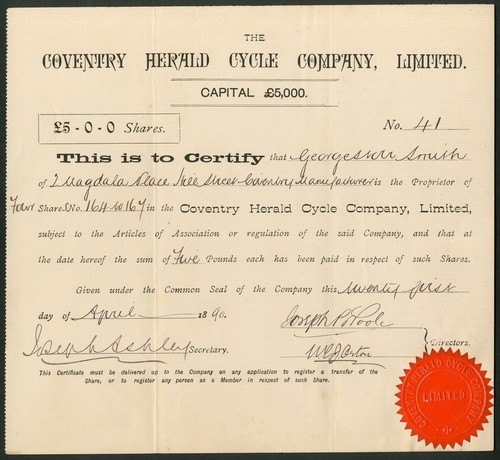 THE
COVENTRY HERALD CYCLE COMPANY, LIMITED.
CAPITAL £5,000.
£5 - 0 - 0 Shares.
No. 41
This is to Certify that George Smith
of 2 Magdala Place Hill Street Coventry Manufacturer is the Proprietor of
Four Shares Nos. 164 to 167 in the Coventry Herald Cycle Company, Limited,
subject to the Articles of Association or regulation of the said Company, and that at
the date hereof the sum of Five Pounds each has been paid in respect of such Shares.
Given under the Common Seal of the Company this twenty first
day of April 1890.
Joseph Poole
Joseph Ashley Secretary.
Directors.
This Certificate must be delivered up to the Company on any application to register a transfer of the
Share, or to register any person as a Member in respect of such Share.
COVENTRY HERALD CYCLE COMPANY
LIMITED